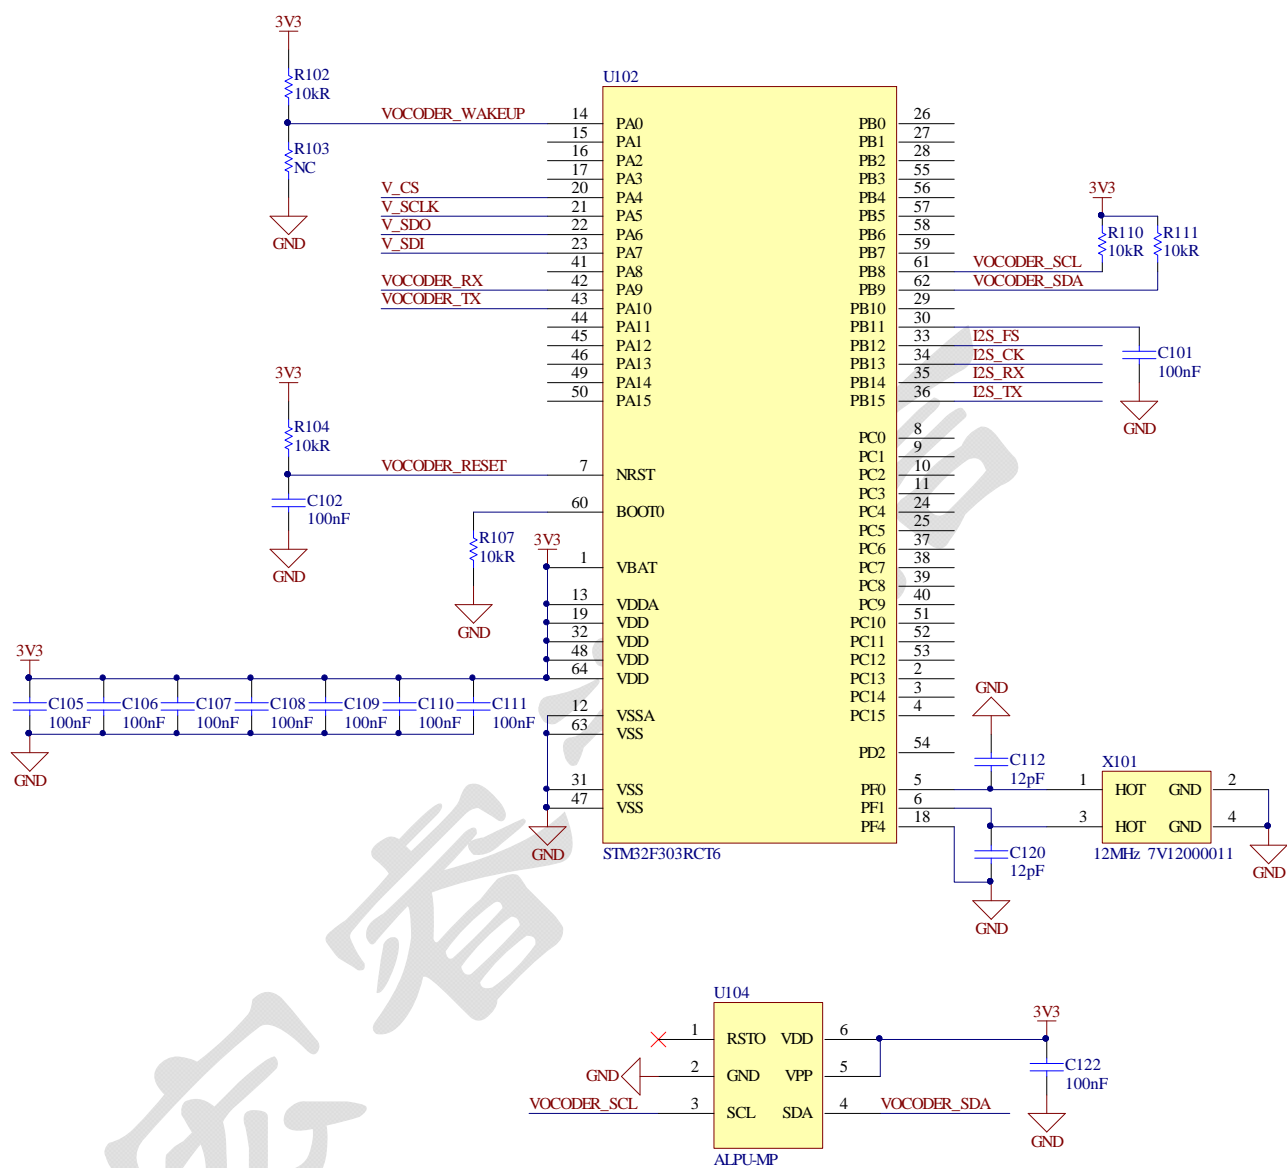 3V3
R102
10kR
VOCODER_WAKEUP
R103
NC
GND
V_CS
V_SCLK
V_SDO
V_SDI
VOCODER_RX
VOCODER_TX
3V3
R104
10kR
VOCODER_RESET
C102
100nF
GND
R107
10kR
GND
3V3
3V3
C105
100nF
C106
100nF
C107
100nF
C108
100nF
C109
100nF
C110
100nF
C111
100nF
GND
GND
U102
14 PA0
15 PA1
16 PA2
17 PA3
20 PA4
21 PA5
22 PA6
23 PA7
41 PA8
42 PA9
43 PA10
44 PA11
45 PA12
46 PA13
49 PA14
50 PA15
7 NRST
60 BOOT0
1 VBAT
13 VDDA
19 VDD
32 VDD
48 VDD
64 VDD
12 VSSA
63 VSS
31 VSS
47 VSS
PB0 26
PB1 27
PB2 28
PB3 55
PB4 56
PB5 57
PB6 58
PB7 59
PB8 61
PB9 62
PB10 29
PB11 30
PB12 33
PB13 34
PB14 35
PB15 36
PC0 8
PC1 9
PC2 10
PC3 11
PC4 24
PC5 25
PC6 37
PC7 38
PC8 39
PC9 40
PC10 51
PC11 52
PC12 53
PC13 2
PC14 3
PC15 4
PD2 54
PF0 5
PF1 6
PF4 18
STM32F303RCT6
3V3
R110
10kR
R111
10kR
VOCODER_SCL
VOCODER_SDA
I2S_FS
I2S_CK
I2S_RX
I2S_TX
C101
100nF
GND
GND
C112
12pF
C120
12pF
GND
X101
1 HOT GND 2
3 HOT GND 4
12MHz 7V12000011
GND
U104
1 RSTO VDD 6
2 GND VPP 5
3 SCL SDA 4
ALPU-MP
GND
VOCODER_SCL
VOCODER_SDA
3V3
C122
100nF
GND